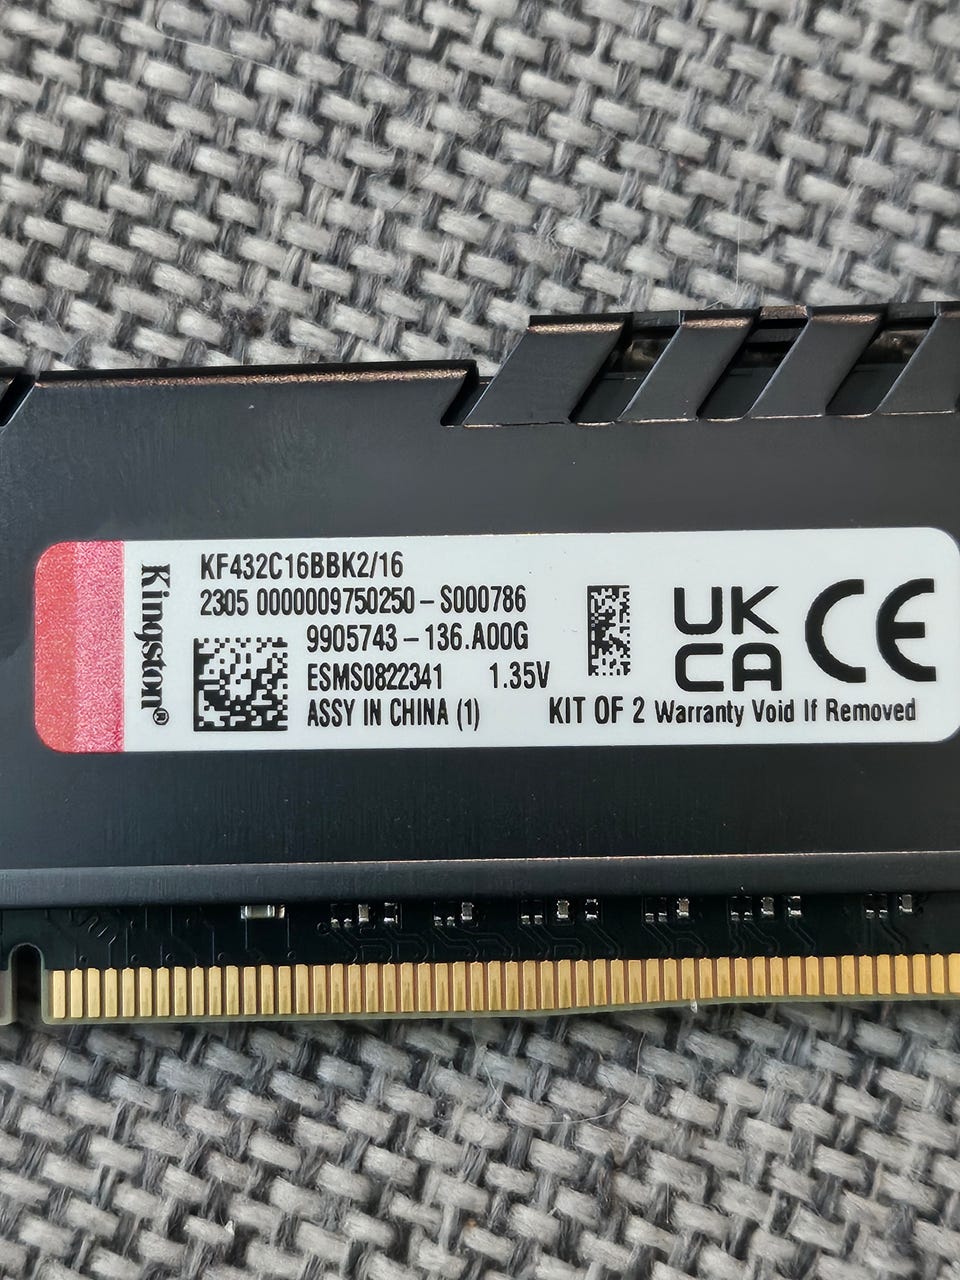 Kingston®
KF432C16BBK2/16
2305 0000009750250-S000786
9905743-136.A00G
ESMS0822341 1.35V
ASSY IN CHINA (1)
UK
CA
CE
KIT OF 2 Warranty Void If Removed